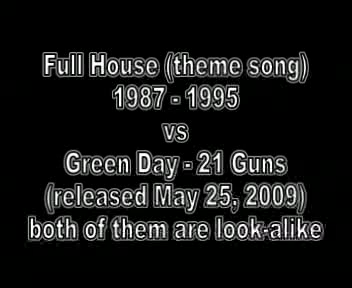 Full House (theme song)
1987 - 1995
vs
Green Day - 21 Guns
(released May 25, 2009)
both of them are look-alike